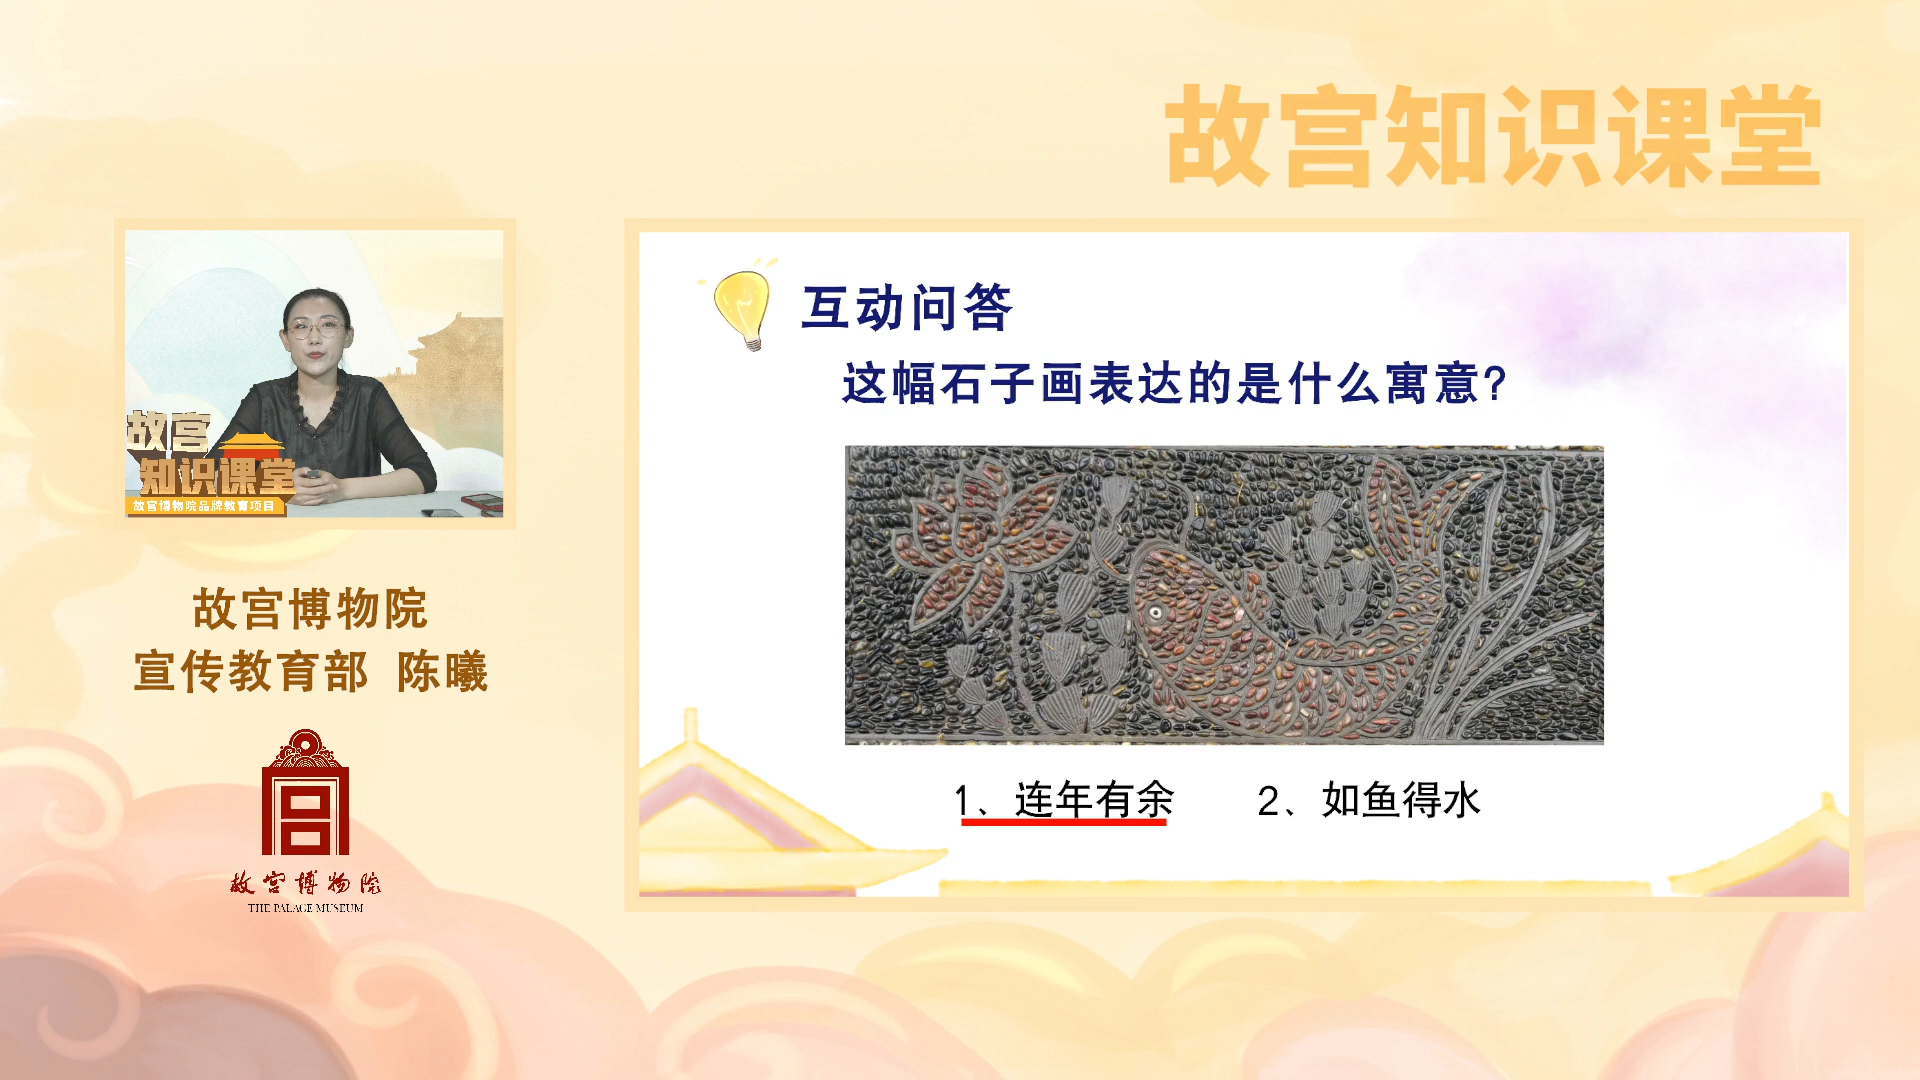 故宫知识课堂
故宫
知识课堂
故宫博物院品牌教育项目
故宫博物院
宣传教育部 陈曦
故宫博物院
THE PALACE MUSEUM
互动问答
这幅石子画表达的是什么寓意?
1、连年有余 2、如鱼得水